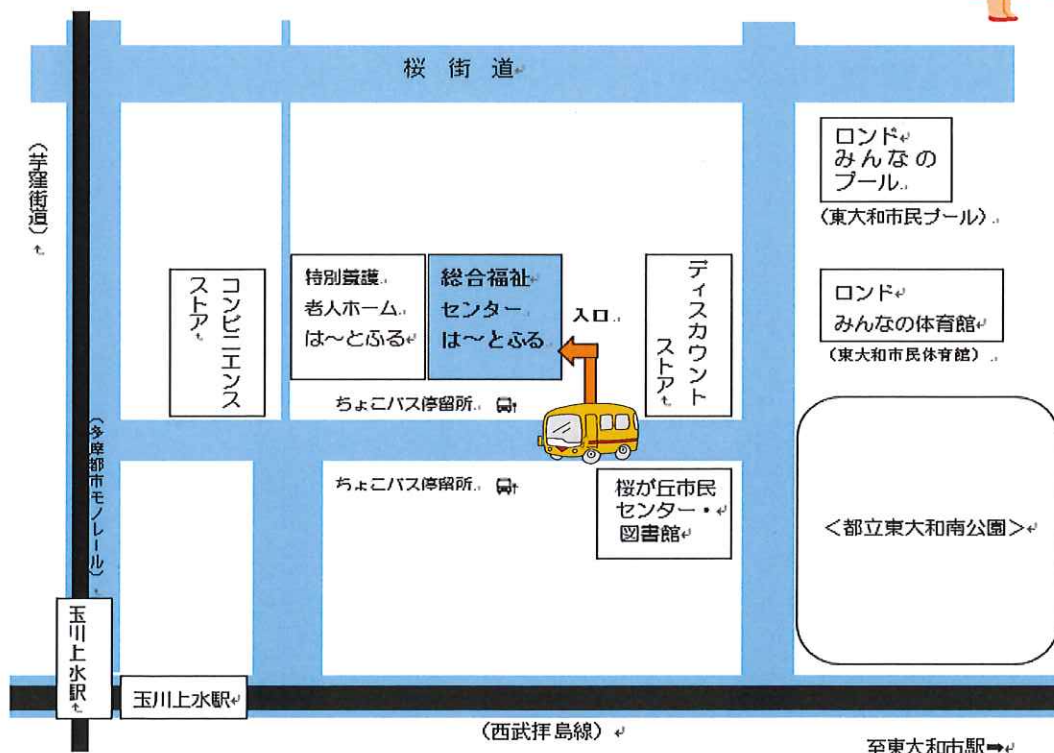 桜 街 道
(芋窪街道)
ロンド
みんなの
プール
(東大和市民プール)
コンビニエンス
ストア
特別養護
老人ホーム
は～とふる
総合福祉
センター
は～とふる
入口
ディスカウント
ストア
ロンド
みんなの体育館
(東大和市民体育館)
ちょこバス停留所
(多摩都市モノレール)
ちょこバス停留所
桜が丘市民
センター・
図書館
＜都立東大和南公園＞
玉川上水駅
玉川上水駅
(西武拝島線)
至東大和市駅➡